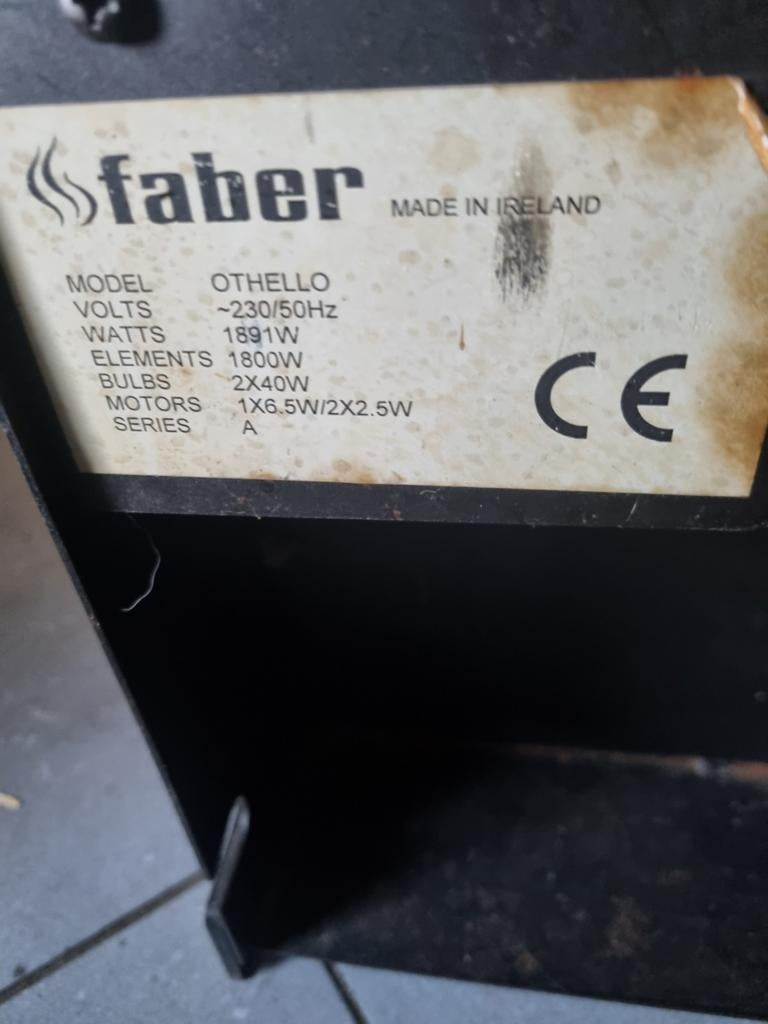 faber MADE IN IRELAND
MODEL OTHELLO
VOLTS ~230/50Hz
WATTS 1891W
ELEMENTS 1800W
BULBS 2X40W
MOTORS 1X6.5W/2X2.5W
SERIES A
CE